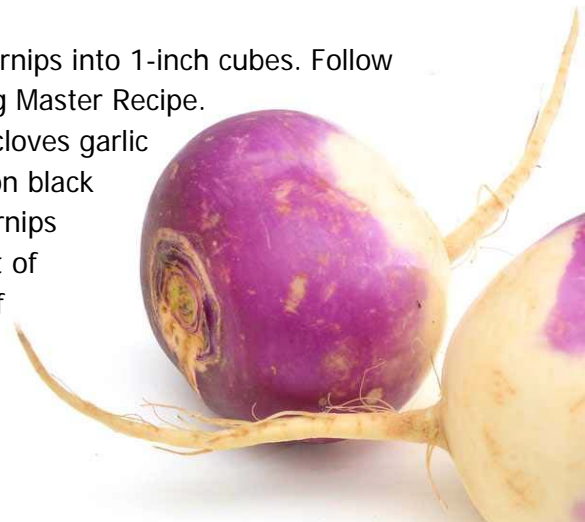 rnips into 1-inch cubes. Follow
g Master Recipe.
cloves garlic
on black
rnips
t of
f